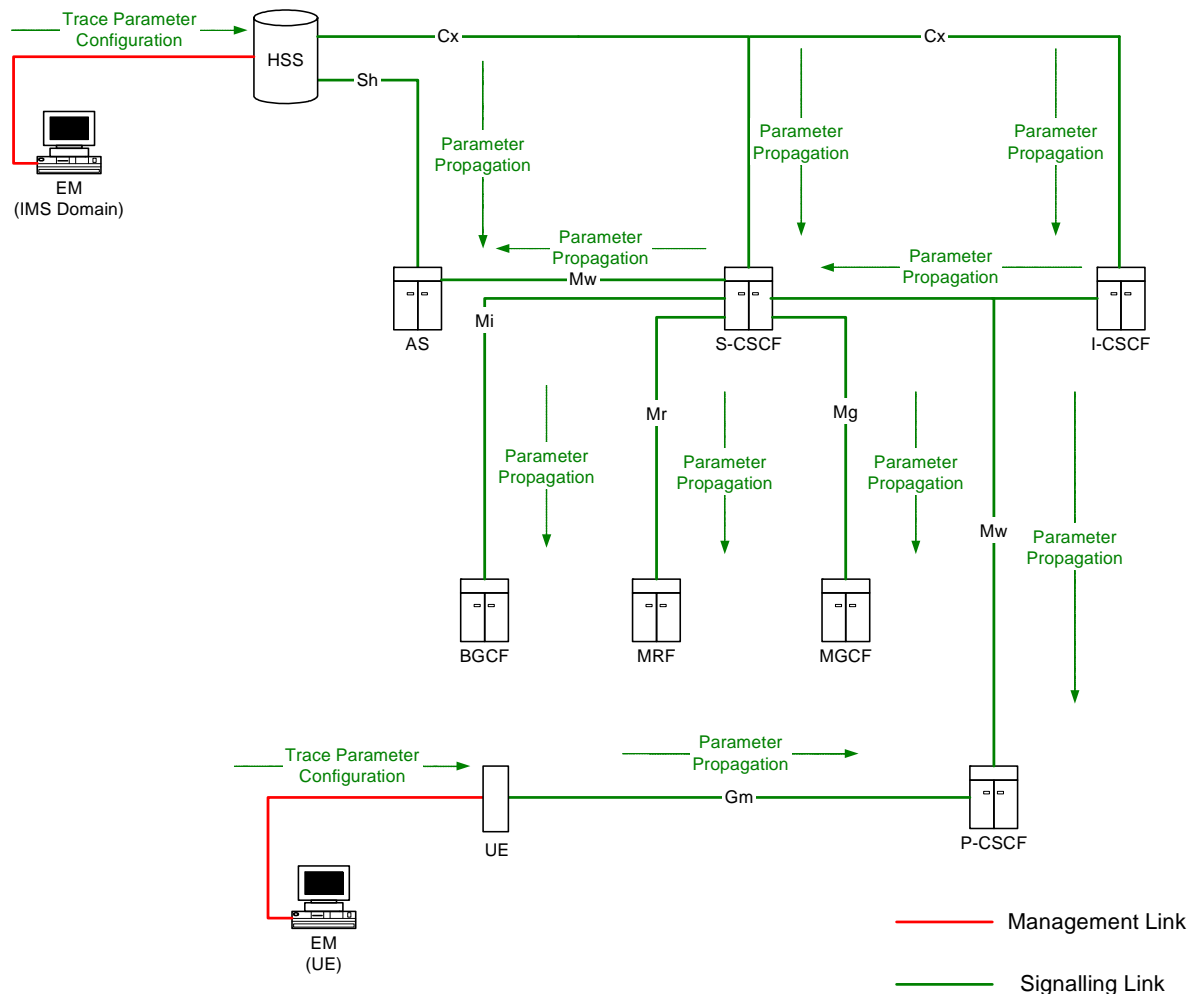 Trace Parameter
Configuration
HSS
Cx
Cx
Sh
Parameter
Propagation
Parameter
Propagation
Parameter
Propagation
EM
(IMS Domain)
Parameter
Propagation
Parameter
Propagation
Mw
Mi
AS
S-CSCF
I-CSCF
Mr
Mg
Parameter
Propagation
Parameter
Propagation
Parameter
Propagation
Mw
Parameter
Propagation
BGCF
MRF
MGCF
Trace Parameter
Configuration
Parameter
Propagation
Gm
UE
P-CSCF
EM
(UE)
Management Link
Signalling Link